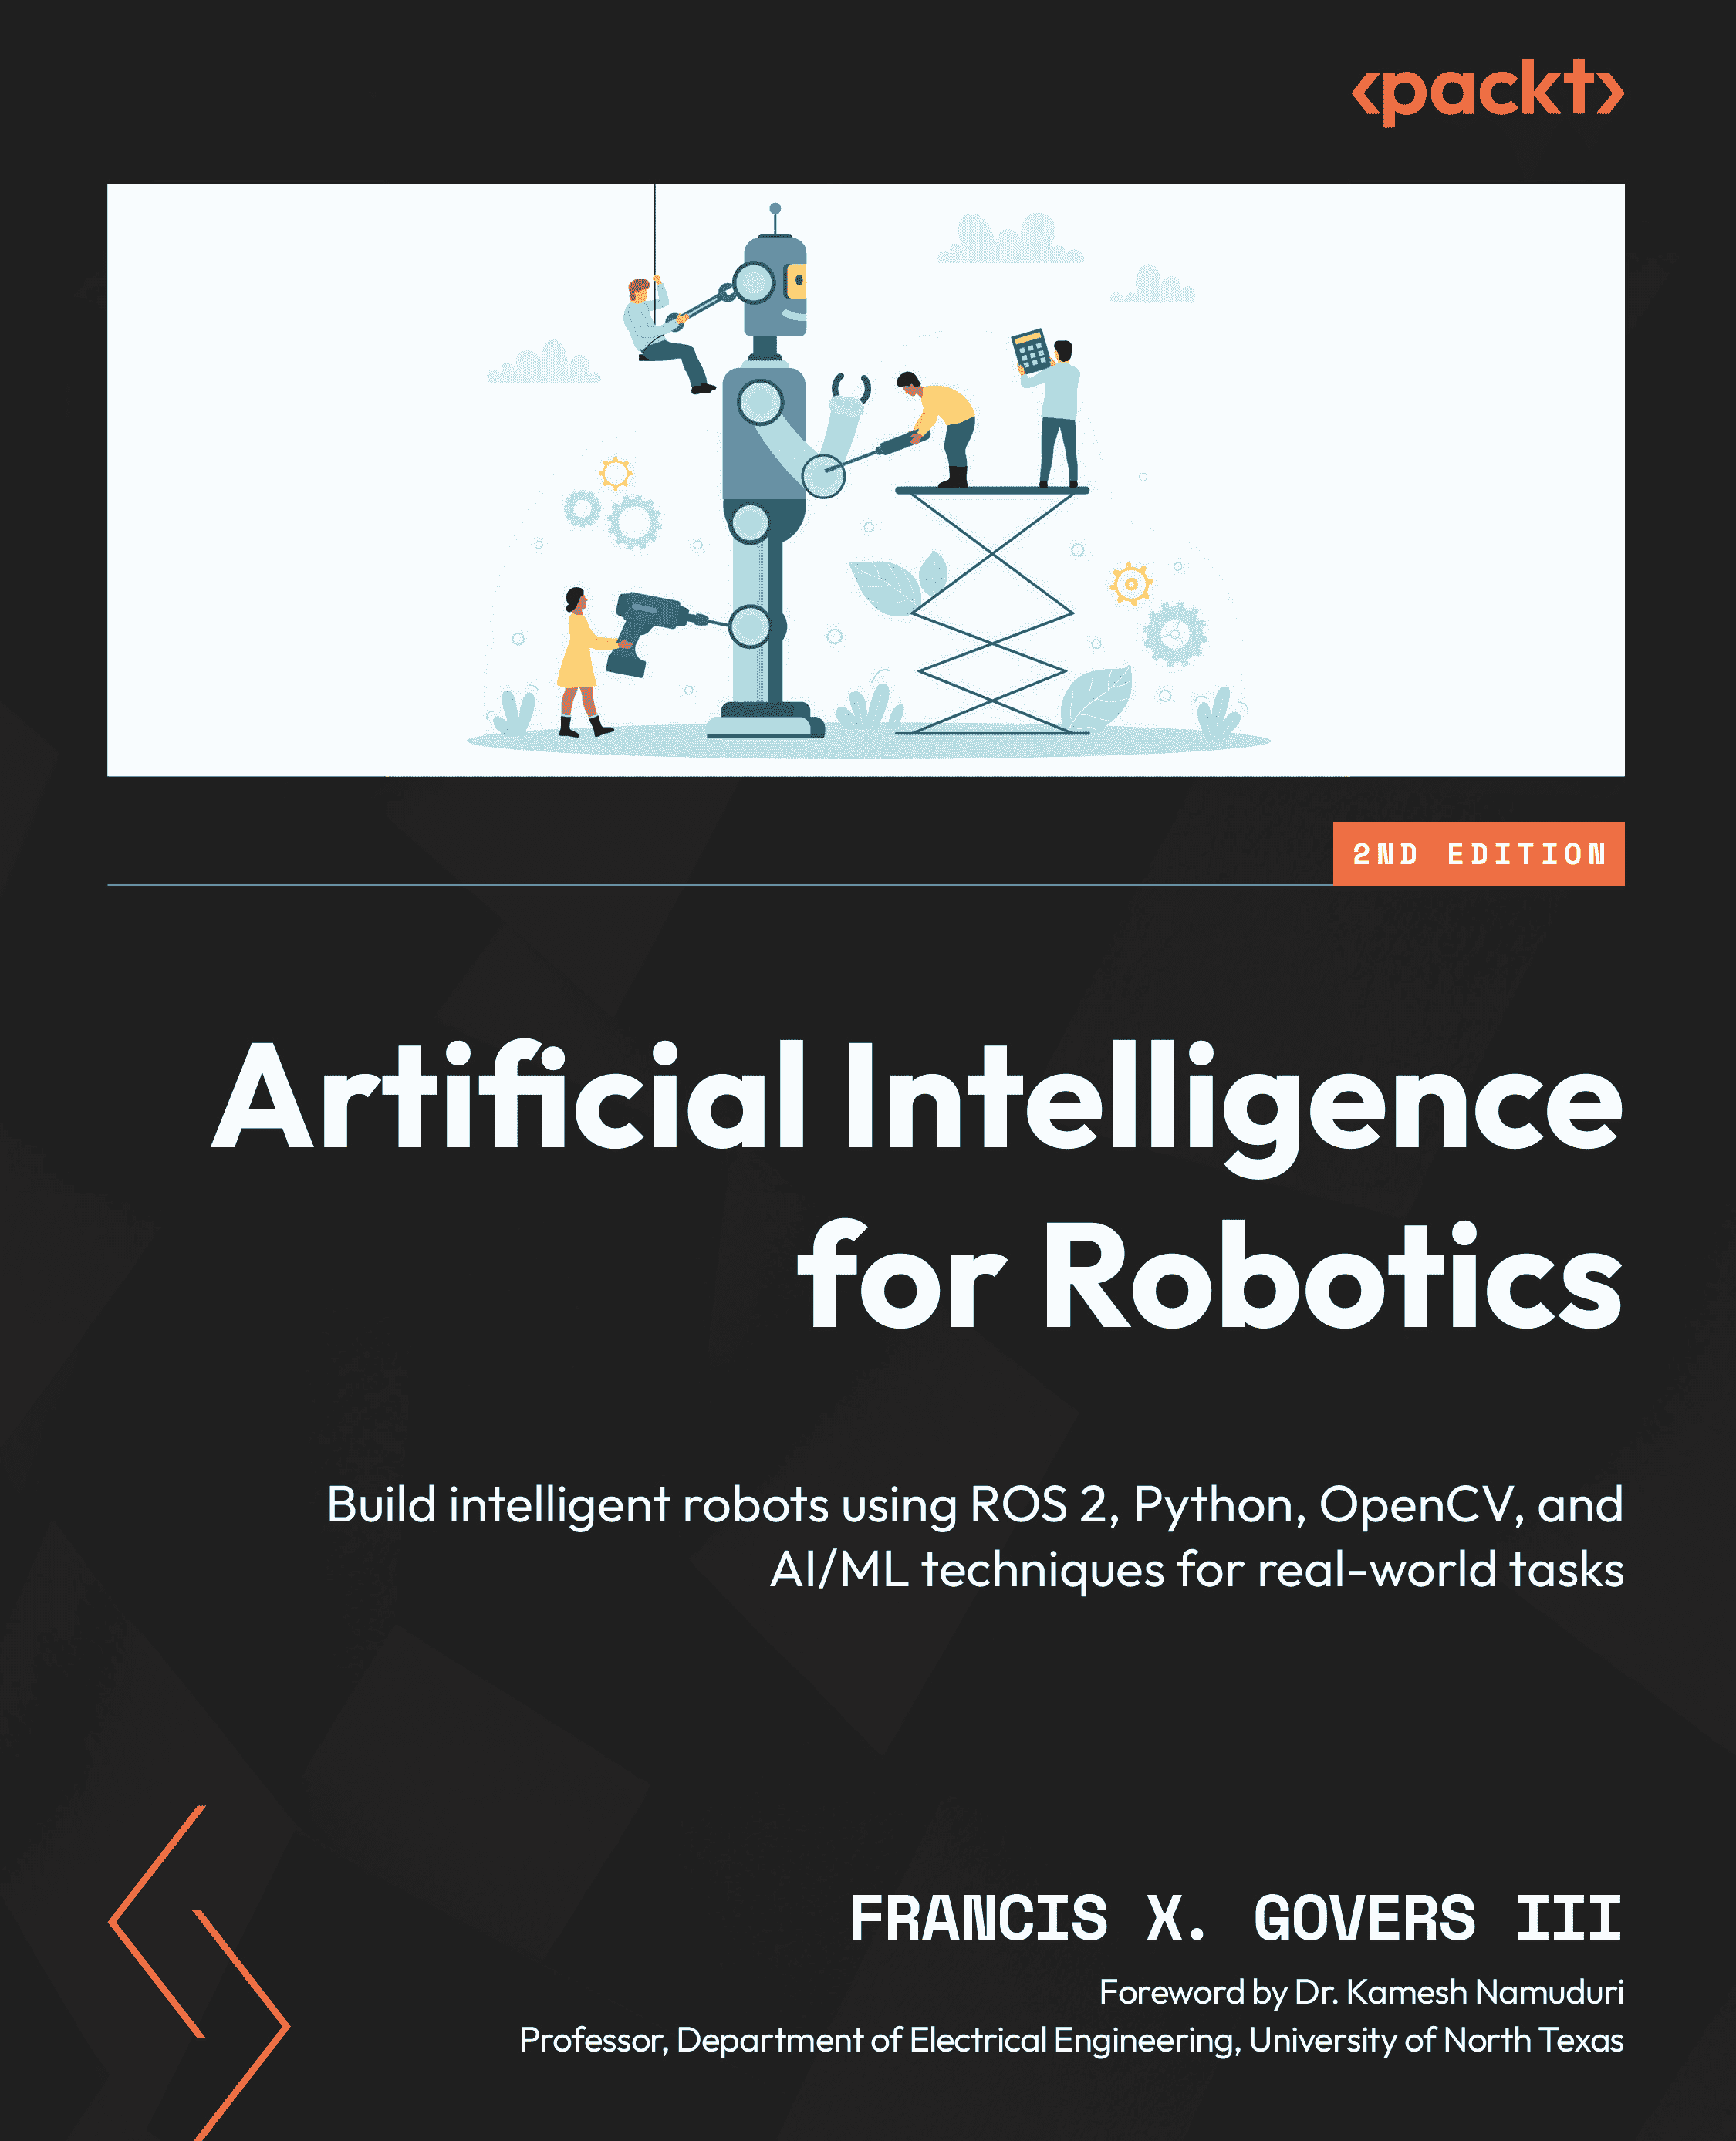 <packt>
2ND EDITION
Artificial Intelligence
for Robotics
Build intelligent robots using ROS 2, Python, OpenCV, and
AI/ML techniques for real-world tasks
FRANCIS X. GOVERS III
Foreword by Dr. Kamesh Namuduri
Professor, Department of Electrical Engineering, University of North Texas